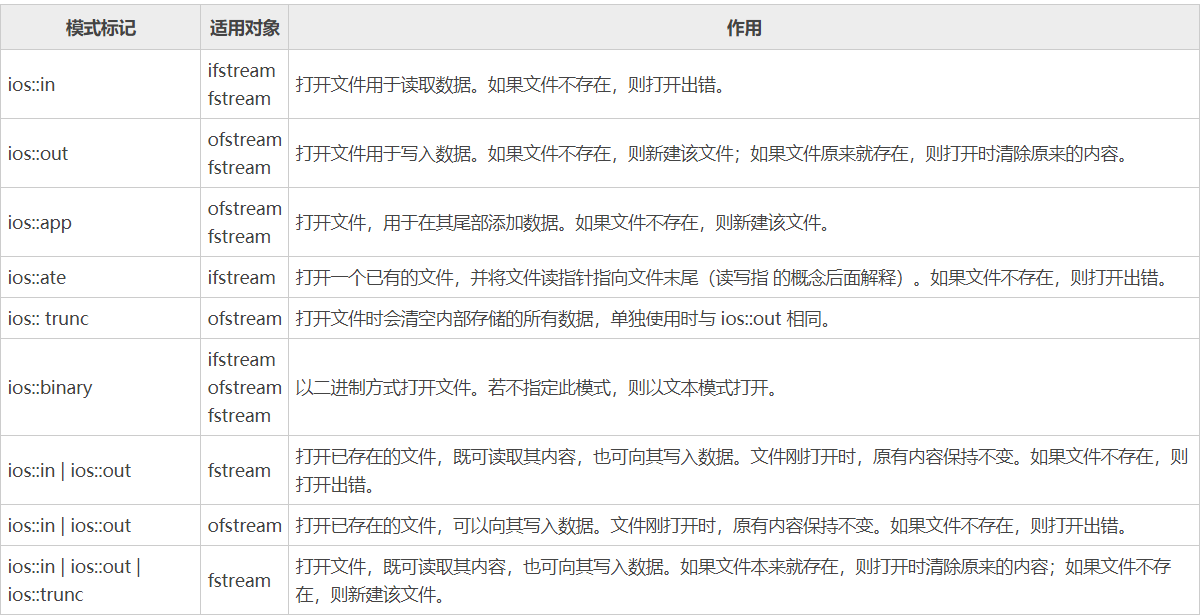 模式标记 适用对象 作用
ios::in
ifstream
fstream
打开文件用于读取数据。如果文件不存在，则打开出错。
ios::out
ofstream
fstream
打开文件用于写入数据。如果文件不存在，则新建该文件；如果文件原来就存在，则打开时清除原来的内容。
ios::app
ofstream
fstream
打开文件，用于在其尾部添加数据。如果文件不存在，则新建该文件。
ios::ate ifstream 打开一个已有的文件，并将文件读指针指向文件末尾（读写指 的概念后面解释）。如果文件不存在，则打开出错。
ios:: trunc ofstream 打开文件时会清空内部存储的所有数据，单独使用时与 ios::out 相同。
ios::binary
ifstream
ofstream
fstream
以二进制方式打开文件。若不指定此模式，则以文本模式打开。
ios::in | ios::out fstream
打开已存在的文件，既可读取其内容，也可向其写入数据。文件刚打开时，原有内容保持不变。如果文件不存在，则
打开出错。
ios::in | ios::out ofstream 打开已存在的文件，可以向其写入数据。文件刚打开时，原有内容保持不变。如果文件不存在，则打开出错。
ios::in | ios::out |
ios::trunc
fstream
打开文件，既可读取其内容，也可向其写入数据。如果文件本来就存在，则打开时清除原来的内容；如果文件不存
在，则新建该文件。